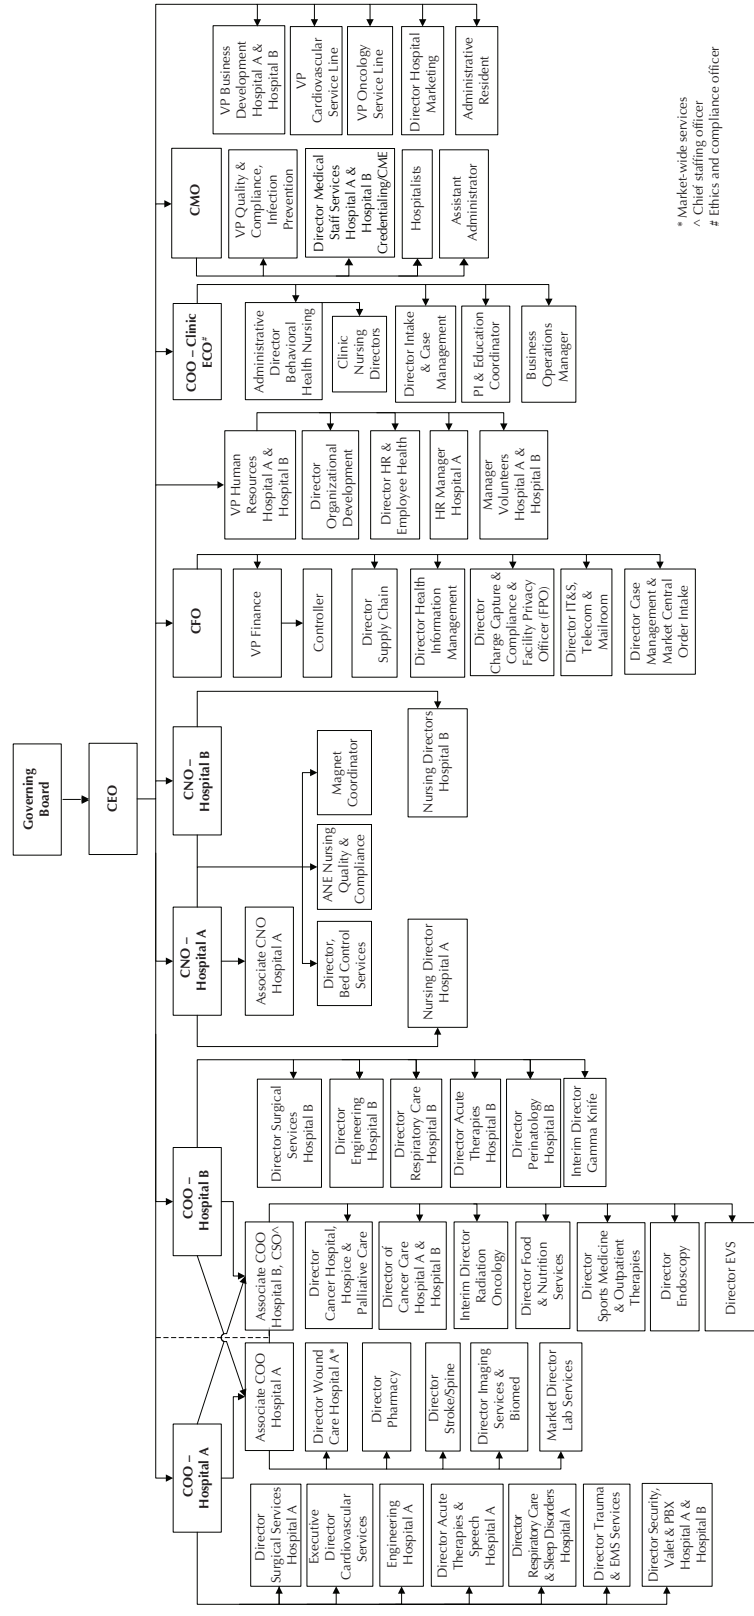 Governing
Board
CEO
COO –
Hospital A
COO –
Hospital B
CNO –
Hospital A
CNO –
Hospital B
CFO
VP Human
Resources
Hospital A &
Hospital B
COO – Clinic
ECO#
CMO
VP Business
Development
Hospital A &
Hospital B
VP
Cardiovascular
Service Line
VP Oncology
Service Line
Director Hospital
Marketing
Administrative
Resident
Director
Surgical Services
Hospital A
Executive
Director
Cardiovascular
Services
Engineering
Hospital A
Director Acute
Therapies &
Speech
Hospital A
Director
Respiratory Care
& Sleep Disorders
Hospital A
Director Trauma
& EMS Services
Director Security,
Valet & PBX
Hospital A &
Hospital B
Associate COO
Hospital A
Director Wound
Care Hospital A*
Director
Pharmacy
Director
Stroke/Spine
Director Imaging
Services &
Biomed
Market Director
Lab Services
Associate COO
Hospital B, CSO^
Director
Cancer Hospital,
Hospice &
Palliative Care
Director of
Cancer Care
Hospital A &
Hospital B
Interim Director
Radiation
Oncology
Director Food
& Nutrition
Services
Director
Sports Medicine
& Outpatient
Therapies
Director
Endoscopy
Director EVS
Director Surgical
Services
Hospital B
Director
Engineering
Hospital B
Director
Respiratory Care
Hospital B
Director Acute
Therapies
Hospital B
Director
Perinatology
Hospital B
Interim Director
Gamma Knife
Associate CNO
Hospital A
Director,
Bed Control
Services
ANE Nursing
Quality &
Compliance
Magnet
Coordinator
Nursing Director
Hospital A
Nursing Directors
Hospital B
VP Finance
Controller
Director
Supply Chain
Director Health
Information
Management
Director
Charge Capture &
Compliance &
Facility Privacy
Officer (FPO)
Director IT&S,
Telecom &
Mailroom
Director Case
Management &
Market Central
Order Intake
Director
Organizational
Development
Director HR &
Employee Health
HR Manager
Hospital A
Manager
Volunteers
Hospital A &
Hospital B
Administrative
Director
Behavioral
Health Nursing
Clinic
Nursing
Directors
Director Intake
& Case
Management
PI & Education
Coordinator
Business
Operations
Manager
VP Quality &
Compliance,
Infection
Prevention
Director Medical
Staff Services
Hospital A &
Hospital B
Credentialing/CME
Hospitalists
Assistant
Administrator
* Market-wide services
^ Chief staffing officer
# Ethics and compliance officer